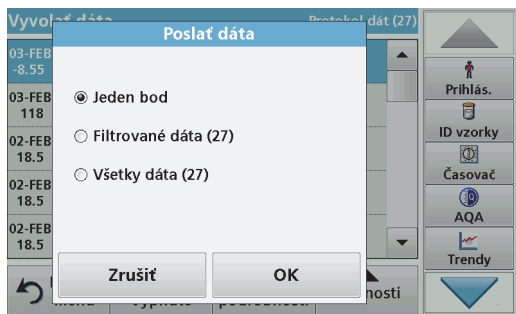 Vyvolať dáta
Protokol dát (27)
Poslať dáta
03-FEB
-8.55
03-FEB
118
02-FEB
18.5
02-FEB
18.5
02-FEB
18.5
Jeden bod
Filtrované dáta (27)
Všetky dáta (27)
Zrušiť
OK
Prihlás.
ID vzorky
Časovač
AQA
Trendy